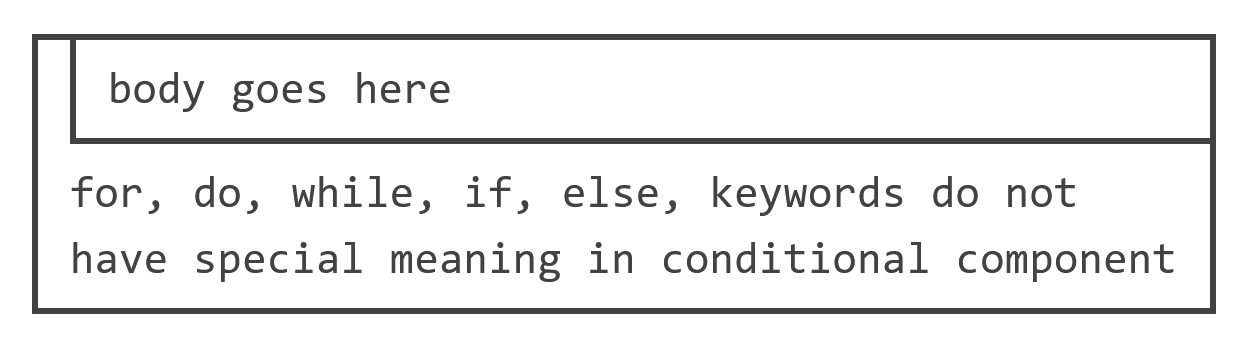 body goes here
for, do, while, if, else, keywords do not
have special meaning in conditional component